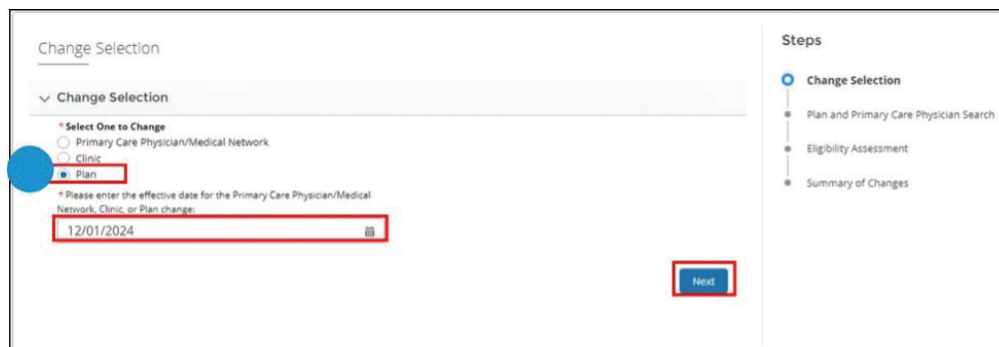 Change Selection
Change Selection
* Select One to Change
Primary Care Physician/Medical Network
Clinic
Plan
* Please enter the effective date for the Primary Care Physician/Medical
Network, Clinic, or Plan change:
12/01/2024
Next
Steps
Change Selection
Plan and Primary Care Physician Search
Eligibility Assessment
Summary of Changes